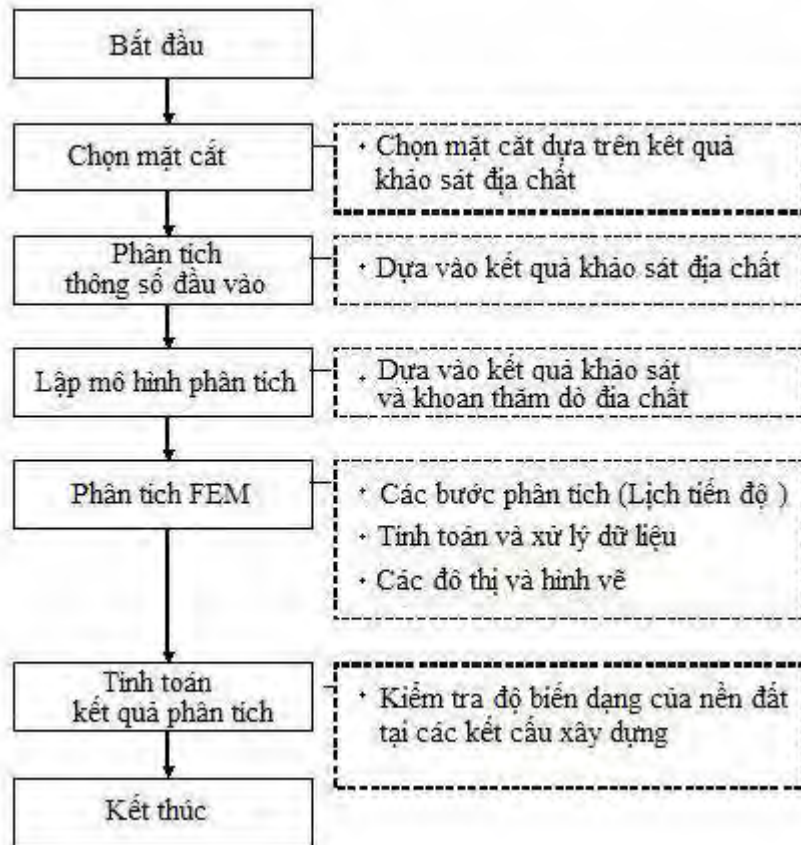 Bắt đầu
Chọn mặt cắt
+ Chọn mặt cắt dựa trên kết quả
khảo sát địa chất
Phân tích
thông số đầu vào
+ Dựa vào kết quả khảo sát địa chất
Lập mô hình phân tích
+ Dựa vào kết quả khảo sát
và khoan thăm dò địa chất
Phân tích FEM
+ Các bước phân tích (Lịch tiến độ )
+ Tính toán và xử lý dữ liệu
+ Các đồ thị và hình vẽ
Tính toán
kết quả phân tích
+ Kiểm tra độ biến dạng của nền đất
tại các kết cấu xây dựng
Kết thúc